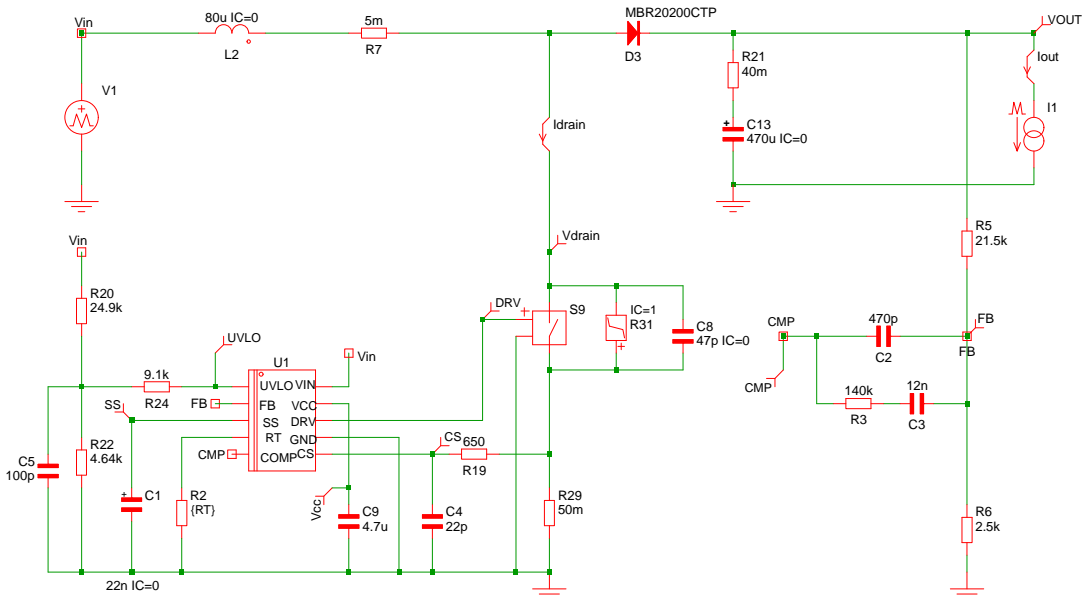 Vin
80u IC=0
L2
5m
R7
MBR20200CTP
D3
VOUT
R21
40m
Iout
V1
I1
Idrain
C13
470u IC=0
Vin
Vdrain
R5
21.5k
R20
24.9k
DRV
S9
IC=1
R31
C8
47p IC=0
CMP
470p
C2
FB
FB
UVLO
Vin
U1
CMP
9.1k
R24
UVLO
VIN
FB
FB
VCC
SS
SS
DRV
RT
GND
CMP
COMP
CS
CS
650
R19
140k
R3
12n
C3
R22
4.64k
C5
100p
C1
R2
{RT}
Vcc
C9
4.7u
C4
22p
R29
50m
R6
2.5k
22n IC=0